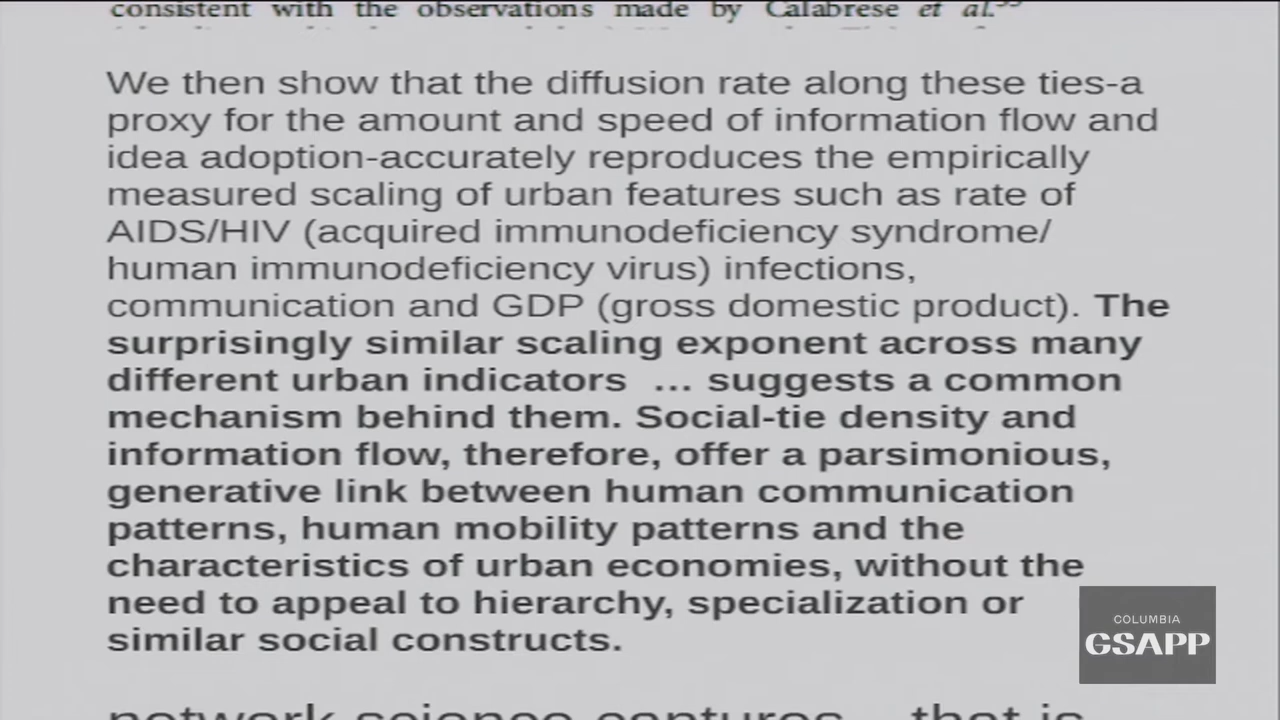 consistent with the observations made by Calabrese et al.
We then show that the diffusion rate along these ties-a
proxy for the amount and speed of information flow and
idea adoption-accurately reproduces the empirically
measured scaling of urban features such as rate of
AIDS/HIV (acquired immunodeficiency syndrome/
human immunodeficiency virus) infections,
communication and GDP (gross domestic product). The
surprisingly similar scaling exponent across many
different urban indicators ... suggests a common
mechanism behind them. Social-tie density and
information flow, therefore, offer a parsimonious,
generative link between human communication
patterns, human mobility patterns and the
characteristics of urban economies, without the
need to appeal to hierarchy, specialization or
similar social constructs.
COLUMBIA
GSAPP
network science captures
that is